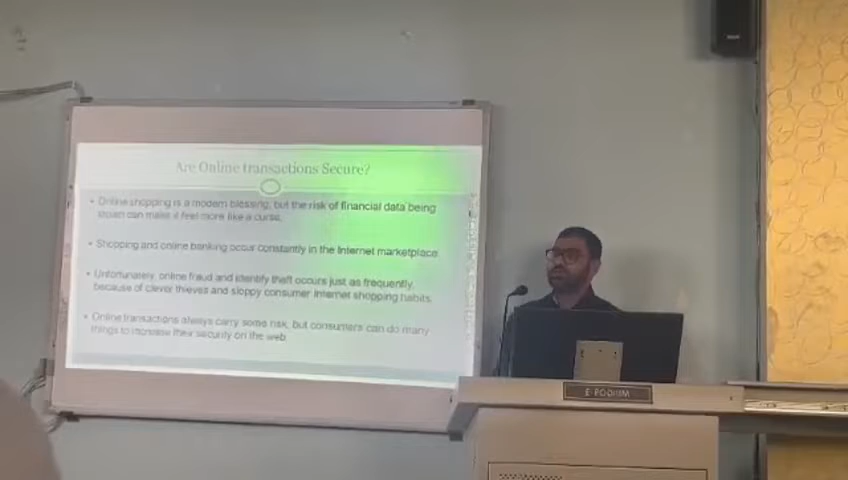 Are Online transactions Secure?
Online shopping is a modern blessing, but the risk of financial data being
stolen can make it feel more like a curse.
Shopping and online banking occur constantly in the Internet marketplace.
Unfortunately, online fraud and identify theft occurs just as frequently,
because of clever thieves and sloppy consumer Internet shopping habits.
Online transactions always carry some risk, but consumers can do many
things to increase their security on the web.
E-PODIUM